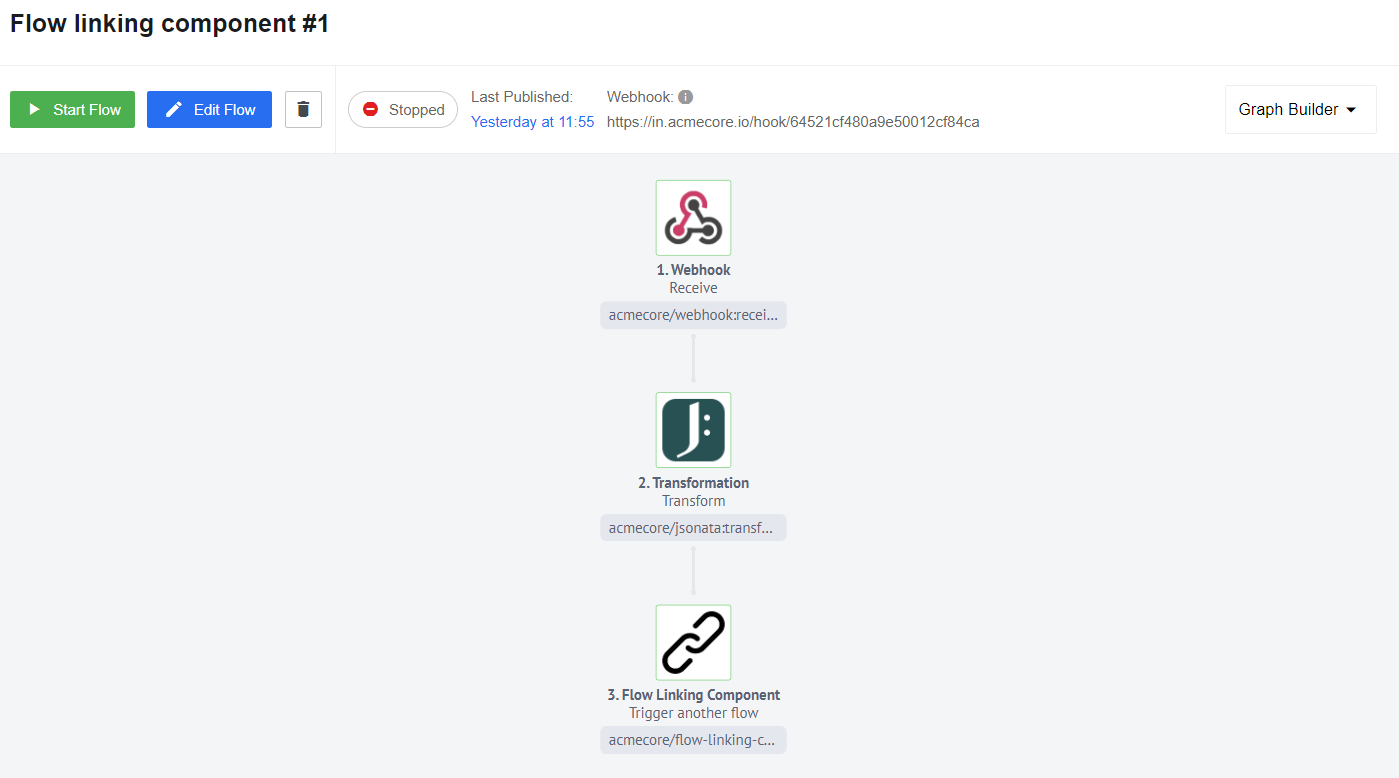 Flow linking component #1
Start Flow
Edit Flow
Stopped
Last Published:
Yesterday at 11:55
Webhook:
https://in.acmecore.io/hook/64521cf480a9e50012cf84ca
Graph Builder
1. Webhook
Receive
acmecore/webhook:recei...
2. Transformation
Transform
acmecore/jsonata:transf...
3. Flow Linking Component
Trigger another flow
acmecore/flow-linking-c...